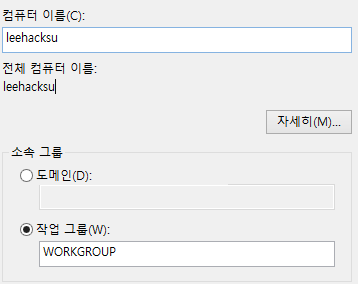 컴퓨터 이름(C):
leehacksu
전체 컴퓨터 이름:
leehacksu
자세히(M)...
소속 그룹
도메인(D):
작업 그룹(W):
WORKGROUP